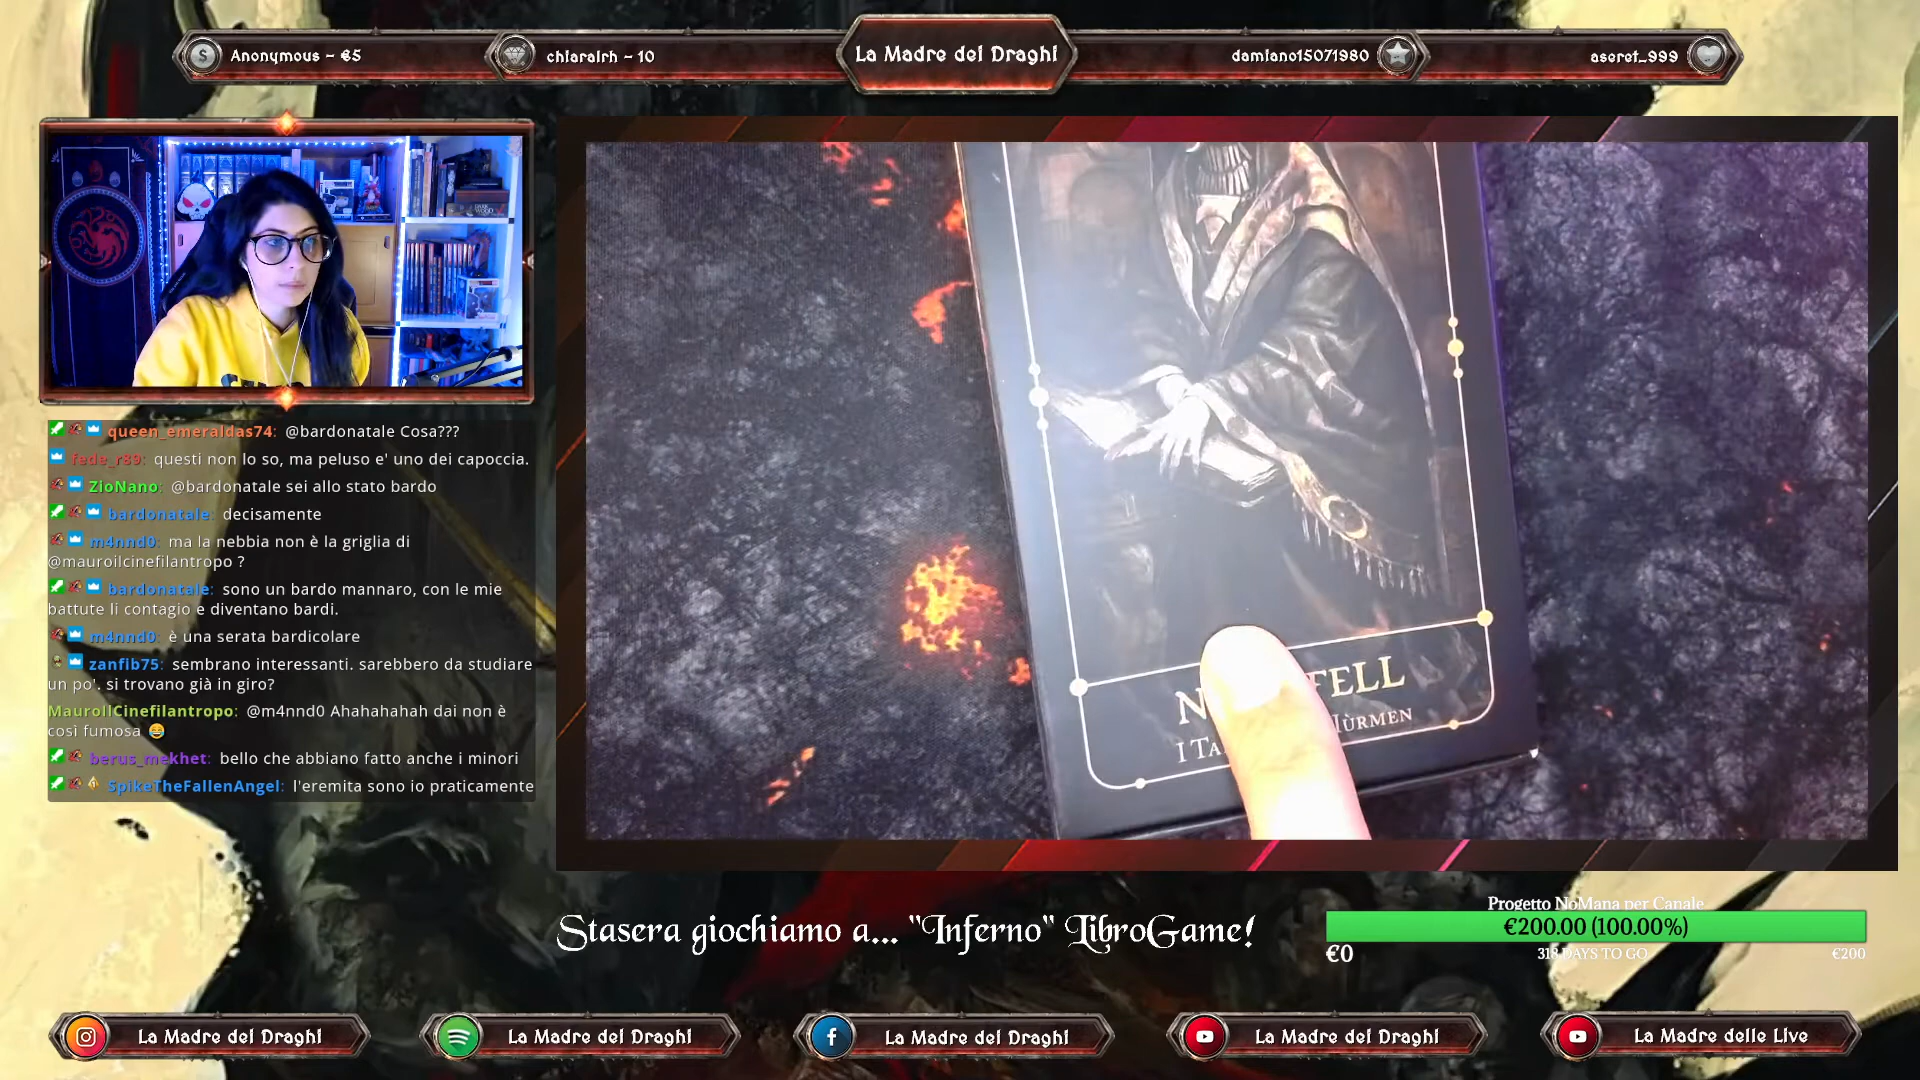 Anonymous - €5
chiaralrh - 10
La Madre dei Draghi
damiano15071980
aseret_999
queen_emeraldas74: @bardonatale Cosa???
fede_r89: questi non lo so, ma peluso e' uno dei capoccia.
ZioNano: @bardonatale sei allo stato bardo
bardonatale: decisamente
m4nnd0: ma la nebbia non è la griglia di
@mauroilcinefilantropo ?
bardonatale: sono un bardo mannaro, con le mie
battute li contagio e diventano bardi.
m4nnd0: è una serata bardicolare
zanfib75: sembrano interessanti. sarebbero da studiare
un po'. si trovano già in giro?
MauroIlCinefilantropo: @m4nnd0 Ahahahahah dai non è
così fumosa 😂
berus_mekhet: bello che abbiano fatto anche i minori
SpikeTheFallenAngel: l'eremita sono io praticamente
Stasera giochiamo a... "Inferno" LibroGame!
Progetto NoMana per Canale
€200.00 (100.00%)
€0
318 DAYS TO GO
€200
La Madre dei Draghi
La Madre dei Draghi
La Madre dei Draghi
La Madre dei Draghi
La Madre delle Live